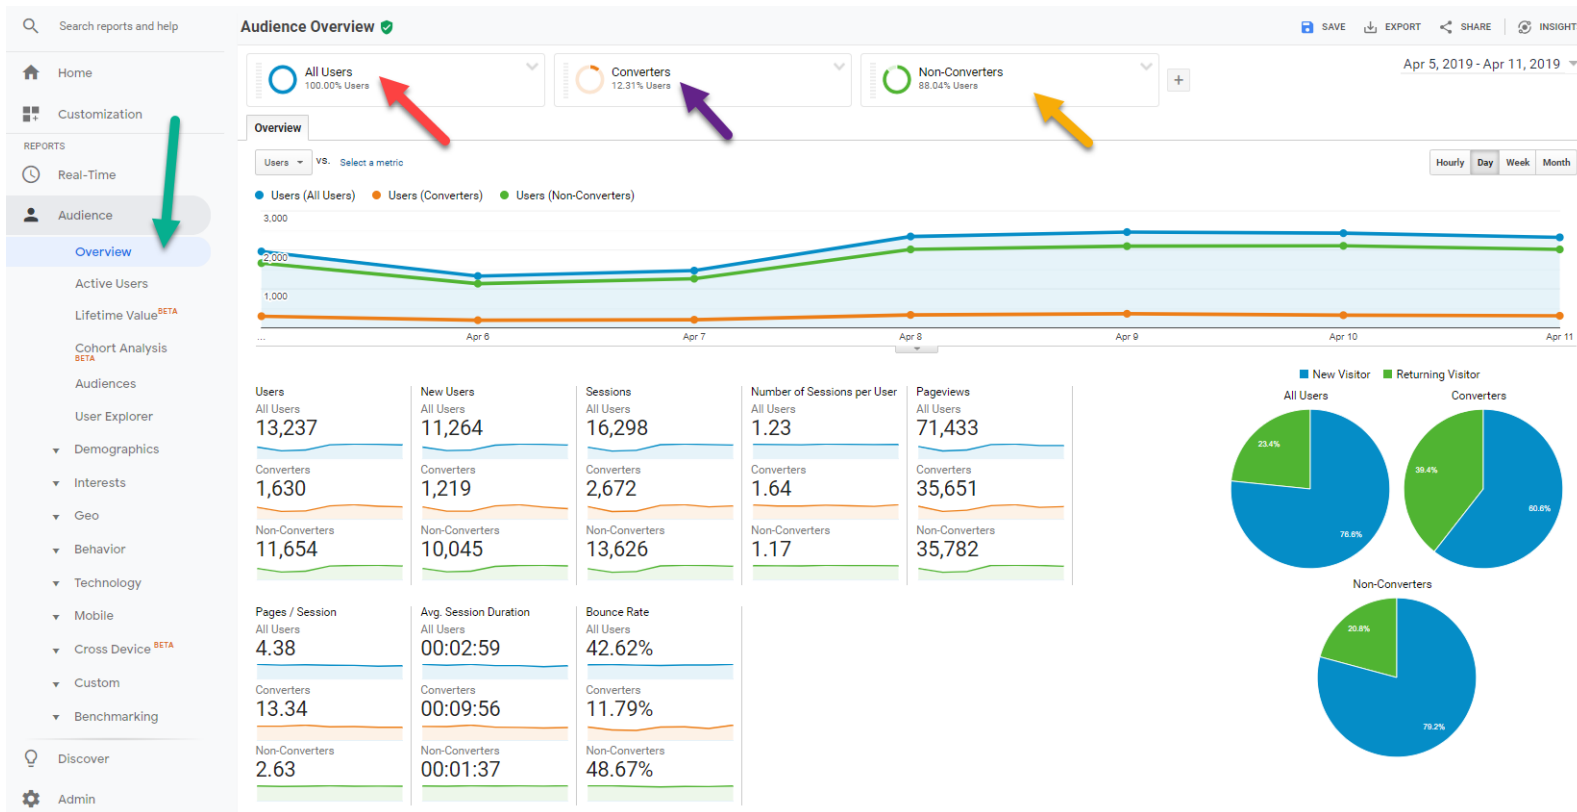 Search reports and help
Home
Customization
REPORTS
Real-Time
Audience
Overview
Active Users
Lifetime Value BETA
Cohort Analysis
BETA
Audiences
User Explorer
Demographics
Interests
Geo
Behavior
Technology
Mobile
Cross Device BETA
Custom
Benchmarking
Discover
Admin
Audience Overview
SAVE EXPORT SHARE INSIGHT
All Users
100.00% Users
Converters
12.31% Users
Non-Converters
88.04% Users
+
Apr 5, 2019 - Apr 11, 2019
Overview
Users vs. Select a metric
Hourly Day Week Month
Users (All Users) Users (Converters) Users (Non-Converters)
3,000
2,000
1,000
... Apr 6 Apr 7 Apr 8 Apr 9 Apr 10 Apr 11
Users
All Users
13,237
Converters
1,630
Non-Converters
11,654
New Users
All Users
11,264
Converters
1,219
Non-Converters
10,045
Sessions
All Users
16,298
Converters
2,672
Non-Converters
13,626
Number of Sessions per User
All Users
1.23
Converters
1.64
Non-Converters
1.17
Pageviews
All Users
71,433
Converters
35,651
Non-Converters
35,782
Pages / Session
All Users
4.38
Converters
13.34
Non-Converters
2.63
Avg. Session Duration
All Users
00:02:59
Converters
00:09:56
Non-Converters
00:01:37
Bounce Rate
All Users
42.62%
Converters
11.79%
Non-Converters
48.67%
New Visitor Returning Visitor
All Users
23.4%
76.6%
Converters
39.4%
60.6%
Non-Converters
20.8%
79.2%